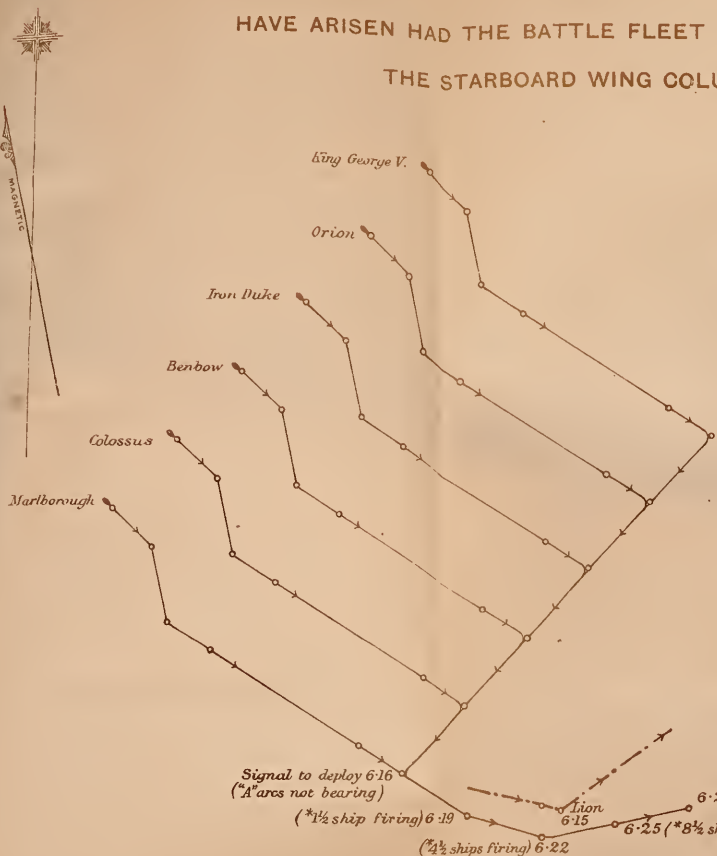 HAVE ARISEN HAD THE BATTLE FLEET
THE STARBOARD WING
MAGNETIC
King George V.
Orion
Iron Duke
Benbow
Colossus
Marlborough
Signal to deploy 6·16
("A" arcs not bearing)
Lion
6·15
(*1½ ship firing) 6·19
6·25 (*8½
(*4½ ships firing) 6·22